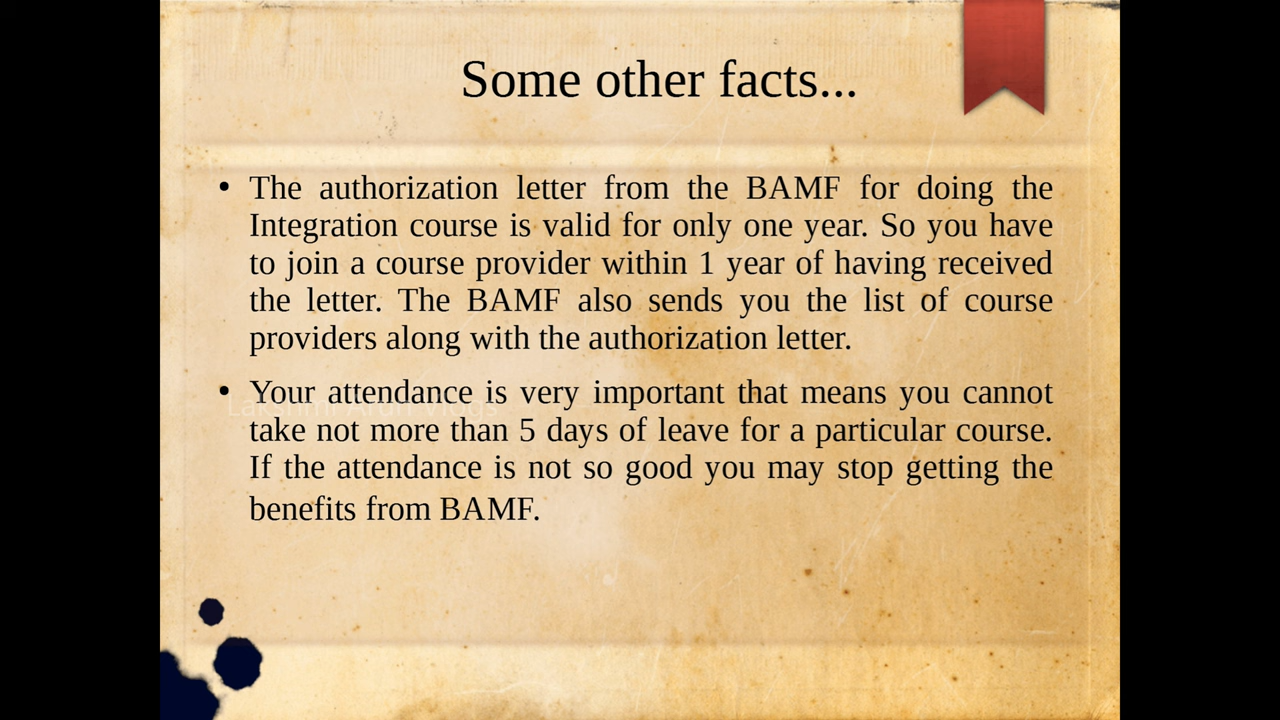 Some other facts...
• The authorization letter from the BAMF for doing the
Integration course is valid for only one year. So you have
to join a course provider within 1 year of having received
the letter. The BAMF also sends you the list of course
providers along with the authorization letter.
• Your attendance is very important that means you cannot
Lakshmi Arun Vlogs
take not more than 5 days of leave for a particular course.
If the attendance is not so good you may stop getting the
benefits from BAMF.